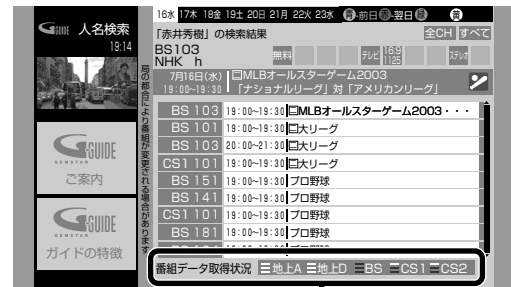 G-GUIDE 人名検索
19:14
16水 17木 18金 19土 20日 21月 22火 23水 青-前日 赤-翌日 緑 黄
「赤井秀樹」の検索結果 全CH すべて
BS103 無料 テレビ 16:9 1125 ステレオ
NHK h
7月16日(水) MLBオールスターゲーム2003
19:00~19:30 「ナショナルリーグ」対「アメリカンリーグ」
局の都合により番組が変更される場合があります
BS 103 19:00~19:30 MLBオールスターゲーム2003・・・
BS 101 19:00~19:30 大リーグ
BS 103 20:00~21:30 大リーグ
CS1 101 19:00~19:30 大リーグ
BS 151 19:00~19:30 プロ野球
BS 141 19:00~19:30 プロ野球
CS1 101 19:00~19:30 プロ野球
BS 181 19:00~19:30 プロ野球
G-GUIDE
GEMSTAR
ご案内
G-GUIDE
GEMSTAR
ガイドの特徴
番組データ取得状況 地上A 地上D BS CS1 CS2